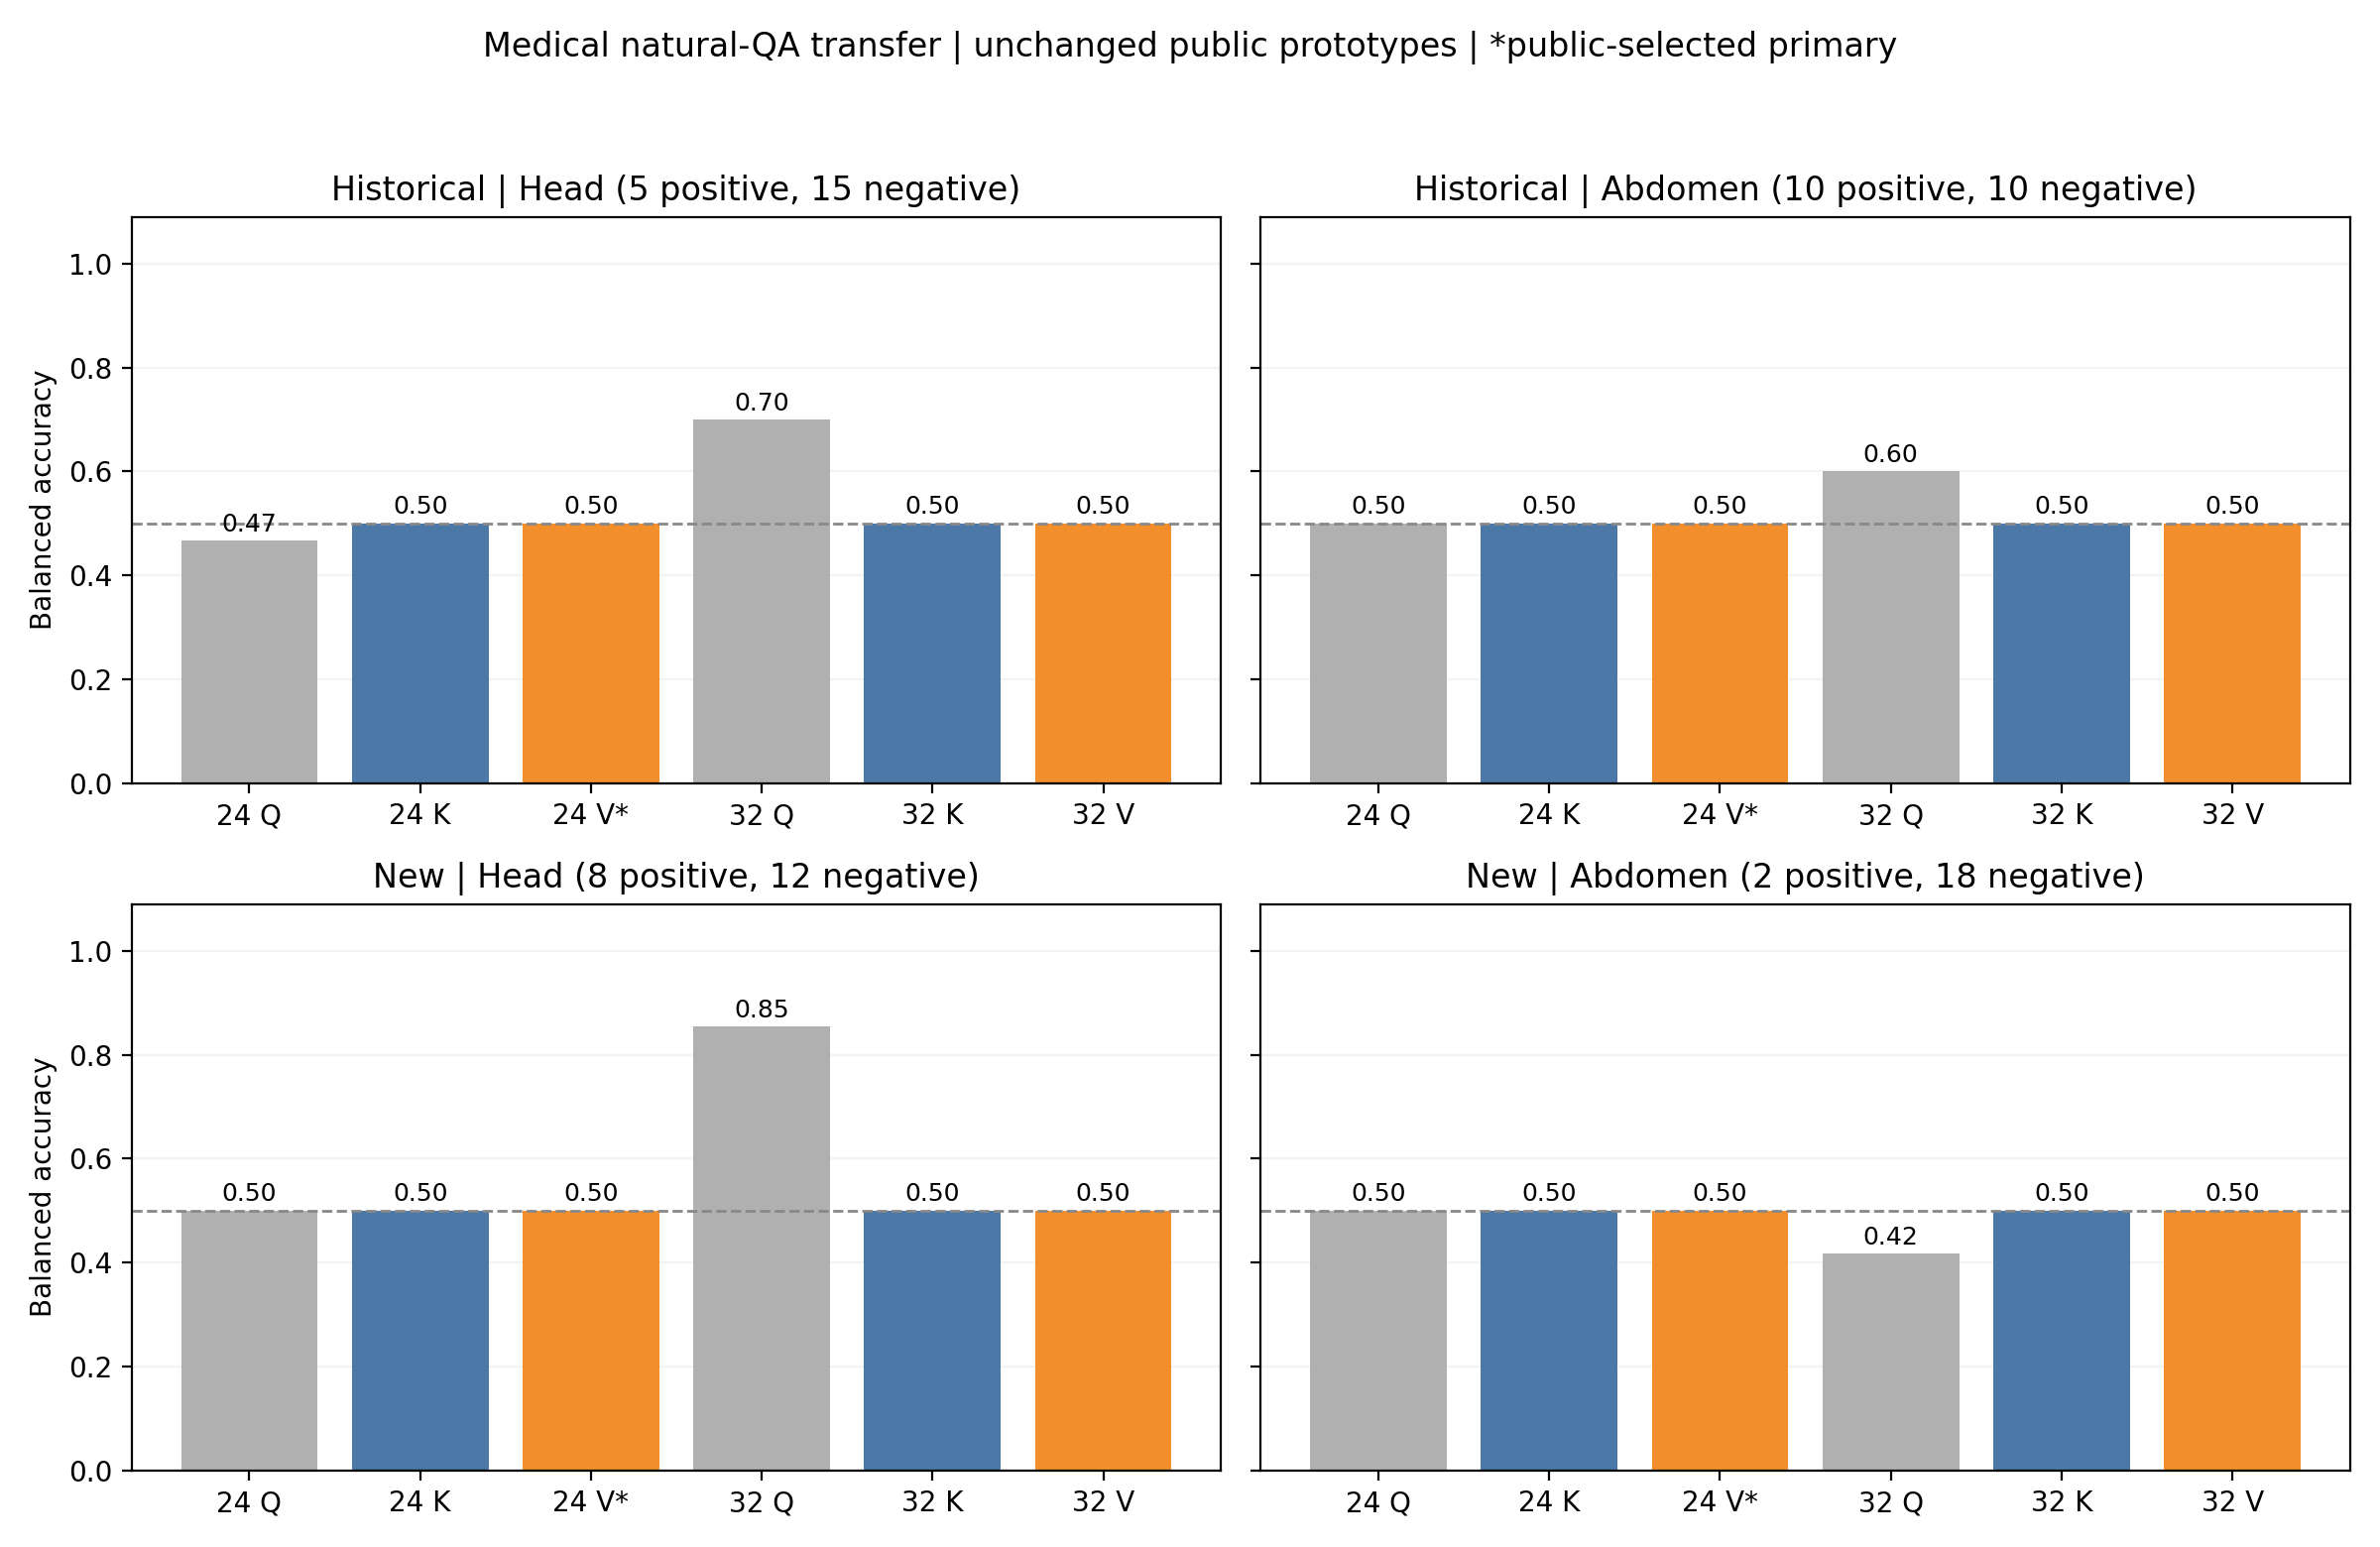 Medical natural-QA transfer | unchanged public prototypes | *public-selected primary
Historical | Head (5 positive, 15 negative)
Balanced accuracy
1.0
0.8
0.6
0.4
0.2
0.0
0.47
0.50
0.50
0.70
0.50
0.50
24 Q
24 K
24 V*
32 Q
32 K
32 V
Historical | Abdomen (10 positive, 10 negative)
0.50
0.50
0.50
0.60
0.50
0.50
24 Q
24 K
24 V*
32 Q
32 K
32 V
New | Head (8 positive, 12 negative)
Balanced accuracy
1.0
0.8
0.6
0.4
0.2
0.0
0.50
0.50
0.50
0.85
0.50
0.50
24 Q
24 K
24 V*
32 Q
32 K
32 V
New | Abdomen (2 positive, 18 negative)
0.50
0.50
0.50
0.42
0.50
0.50
24 Q
24 K
24 V*
32 Q
32 K
32 V